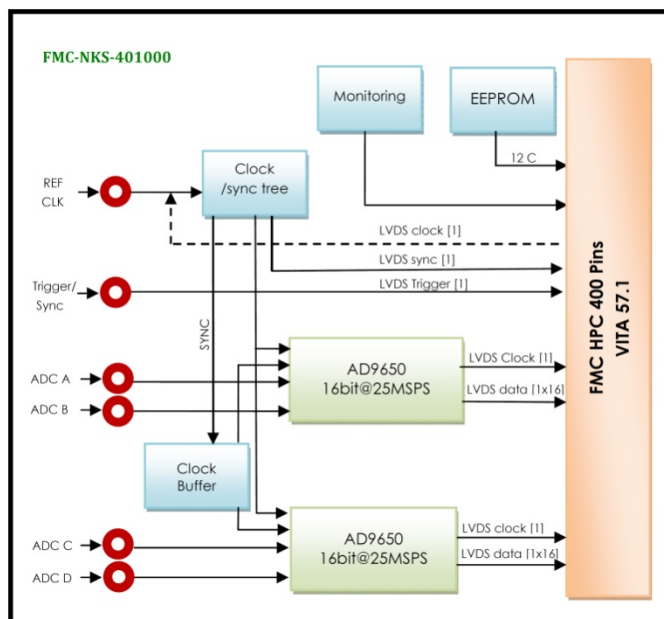 FMC-NKS-401000
Monitoring
EEPROM
12 C
REF
CLK
Clock
/sync tree
LVDS clock [1]
LVDS sync [1]
Trigger/
Sync
LVDS Trigger [1]
SYNC
ADC A
ADC B
AD9650
16bit@25MSPS
LVDS Clock [1]
LVDS data [1x16]
Clock
Buffer
ADC C
ADC D
AD9650
16bit@25MSPS
LVDS clock [1]
LVDS data [1x16]
FMC HPC 400 Pins
VITA 57.1